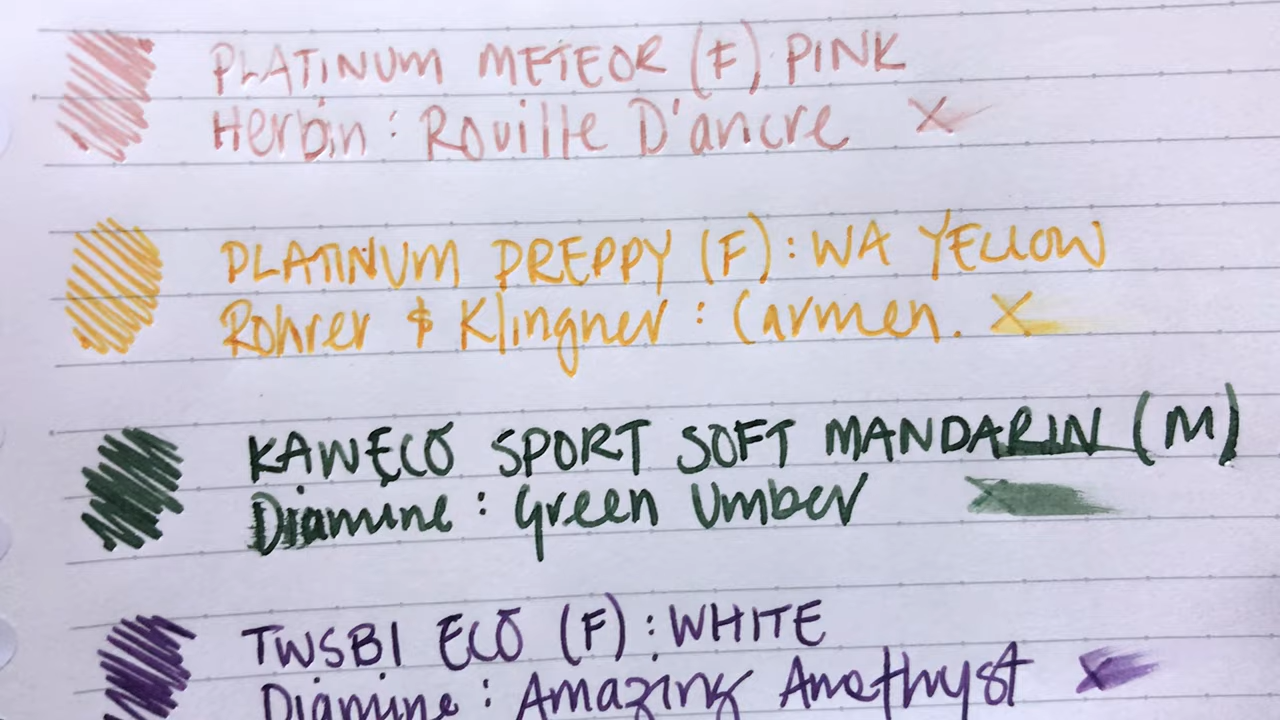 PLATINUM METEOR (F) PINK
Herbin : Rouille D'ancre X
PLATINUM PREPPY (F) : WA YELLOW
Rohrer & Klingner : Carmen. X
KAWECO SPORT SOFT MANDARIN (M)
Diamine : Green Umber X
TWSBI ECO (F) : WHITE
Diamine : Amazing Amethyst X